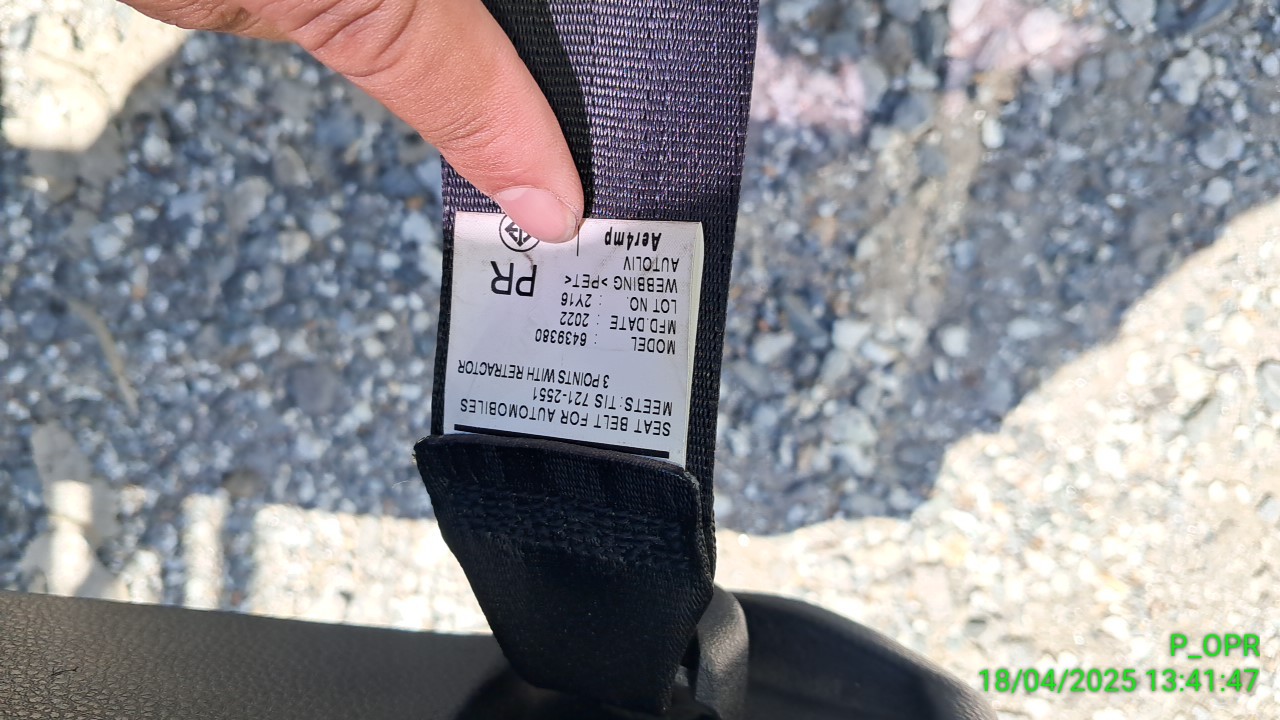 SEAT BELT FOR AUTOMOBILES
MEETS: TIS 721-2551
3 POINTS WITH RETRACTOR
MODEL : 6439380
MFD.DATE : 2022
LOT NO. : 2Y16
WEBBING >PET<
AUTOLIV
PR
Aer4mp
P_OPR
18/04/2025 13:41:47